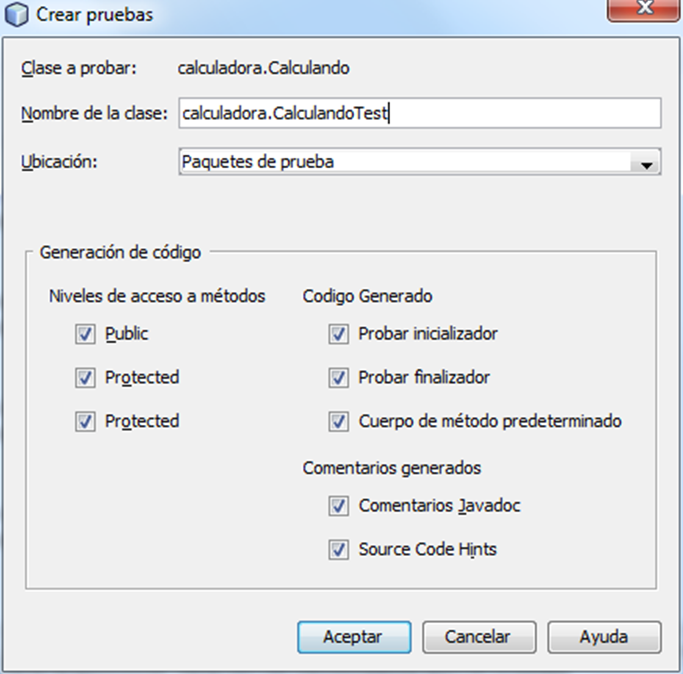 Crear pruebas
Clase a probar: calculadora.Calculando
Nombre de la clase: calculadora.CalculandoTest
Ubicación: Paquetes de prueba
Generación de código
Niveles de acceso a métodos
Public
Protected
Protected
Codigo Generado
Probar inicializador
Probar finalizador
Cuerpo de método predeterminado
Comentarios generados
Comentarios Javadoc
Source Code Hints
Aceptar Cancelar Ayuda